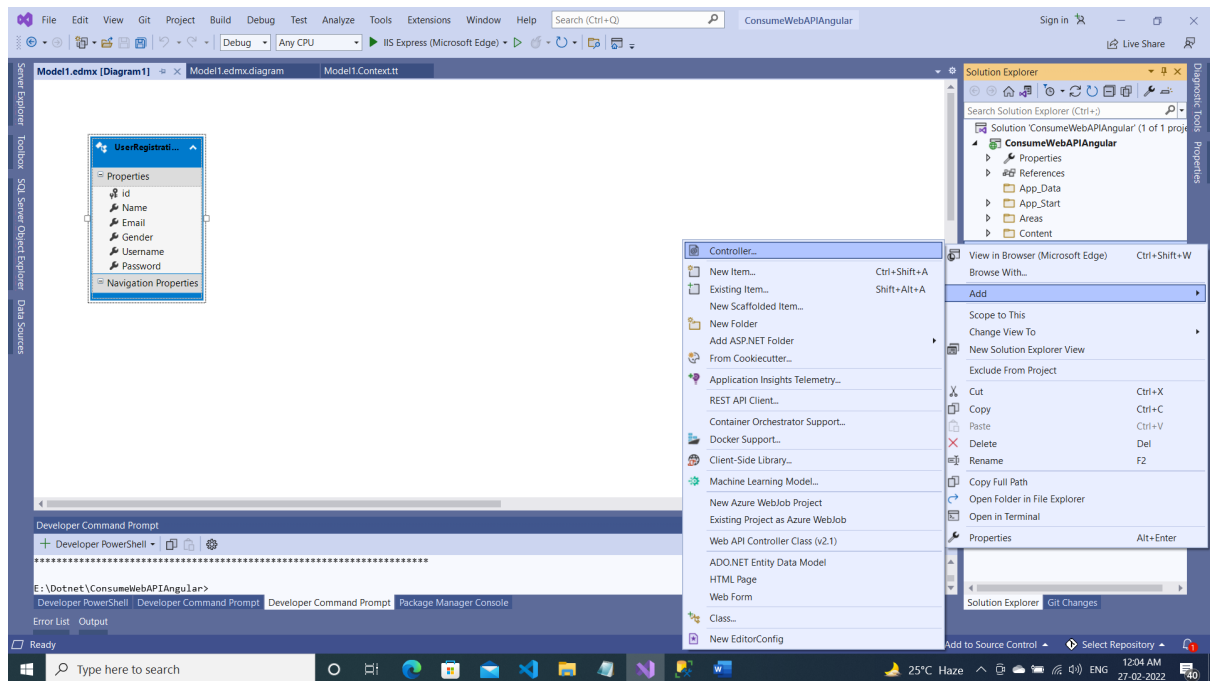 File Edit View Git Project Build Debug Test Analyze Tools Extensions Window Help Search (Ctrl+Q) ConsumeWebAPIAngular Sign in
Debug Any CPU IIS Express (Microsoft Edge) Live Share
Server Explorer
Toolbox
SQL Server Object Explorer
Data Sources
Model1.edmx [Diagram1] Model1.edmx.diagram Model1.Context.tt
UserRegistrati...
Properties
id
Name
Email
Gender
Username
Password
Navigation Properties
Solution Explorer
Search Solution Explorer (Ctrl+;)
Solution 'ConsumeWebAPIAngular' (1 of 1 proje
ConsumeWebAPIAngular
Properties
References
App_Data
App_Start
Areas
Content
Diagnostic Tools
Properties
Controller...
New Item... Ctrl+Shift+A
Existing Item... Shift+Alt+A
New Scaffolded Item...
New Folder
Add ASP.NET Folder
From Cookiecutter...
Application Insights Telemetry...
REST API Client...
Container Orchestrator Support...
Docker Support...
Client-Side Library...
Machine Learning Model...
New Azure WebJob Project
Existing Project as Azure WebJob
Web API Controller Class (v2.1)
ADO.NET Entity Data Model
HTML Page
Web Form
Class...
New EditorConfig
View in Browser (Microsoft Edge) Ctrl+Shift+W
Browse With...
Add
Scope to This
Change View To
New Solution Explorer View
Exclude From Project
Cut Ctrl+X
Copy Ctrl+C
Paste Ctrl+V
Delete Del
Rename F2
Copy Full Path
Open Folder in File Explorer
Open in Terminal
Properties Alt+Enter
Developer Command Prompt
Developer PowerShell
**********************************************************************
E:\Dotnet\ConsumeWebAPIAngular>
Developer PowerShell Developer Command Prompt Developer Command Prompt Package Manager Console
Solution Explorer Git Changes
Error List Output
Ready Add to Source Control Select Repository 1
Type here to search 25°C Haze ENG 12:04 AM
27-02-2022 40